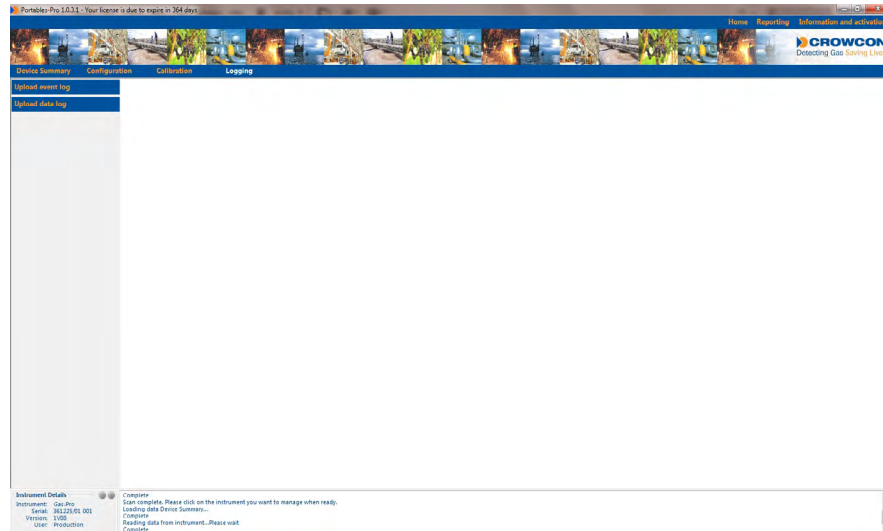 Portables-Pro 1.0.3.1 - Your license is due to expire in 364 days
Home Reporting Information and activatio
CROWCON
Detecting Gas Saving Live
Device Summary Configuration Calibration Logging
Upload event log
Upload data log
Instrument Details
Instrument: Gas-Pro
Serial: 361225/01 001
Version: 1V00
User: Production
Complete
Scan complete. Please click on the instrument you want to manage when ready.
Loading data Device Summary...
Complete
Reading data from instrument...Please wait
Complete